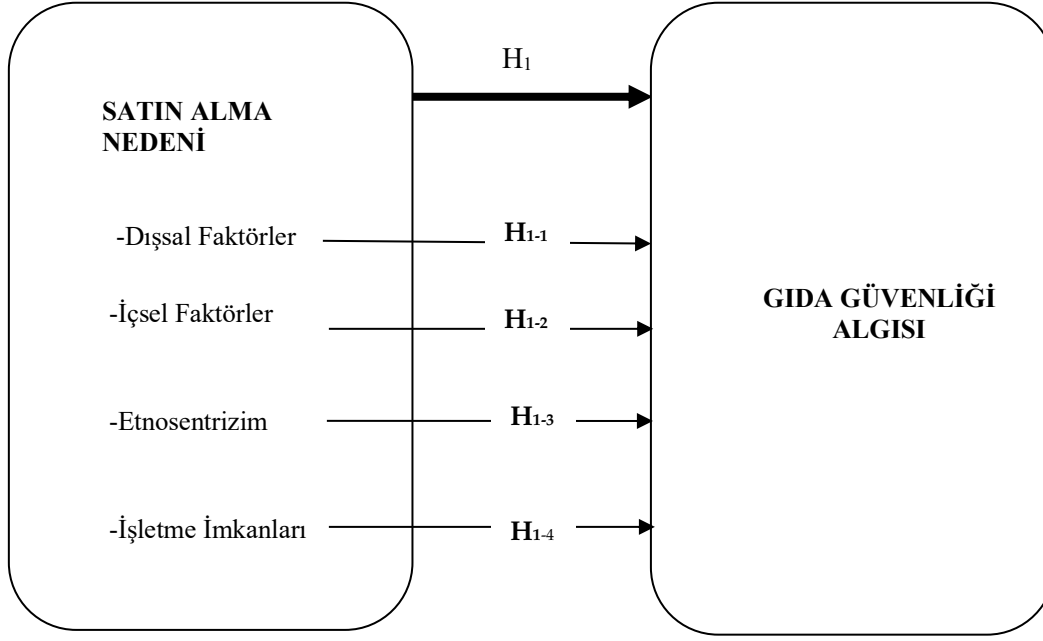 H1
SATIN ALMA
NEDENİ
-Dışsal Faktörler
H1-1
-İçsel Faktörler
H1-2
-Etnosentrizim
H1-3
-İşletme İmkanları
H1-4
GIDA GÜVENLİĞİ
ALGISI